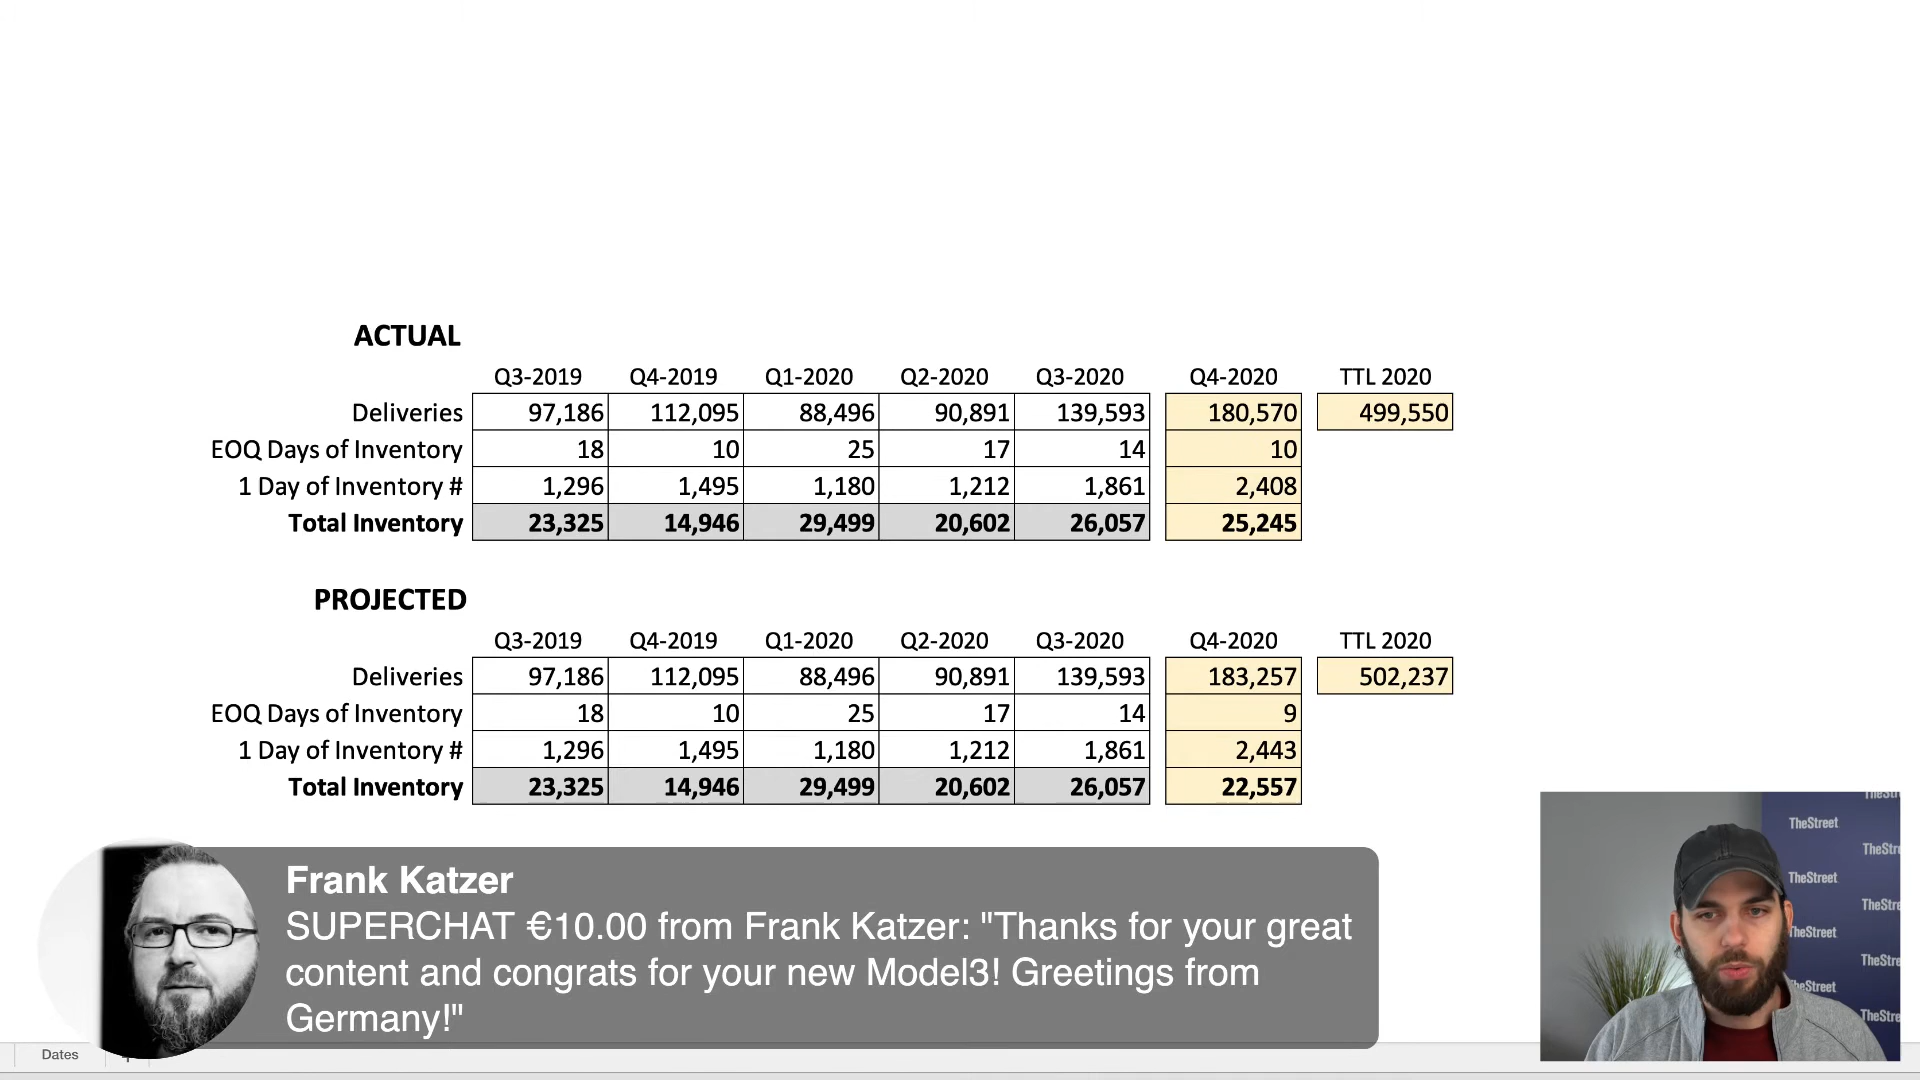 ACTUAL
Q3-2019 Q4-2019 Q1-2020 Q2-2020 Q3-2020 Q4-2020 TTL 2020
Deliveries 97,186 112,095 88,496 90,891 139,593 180,570 499,550
EOQ Days of Inventory 18 10 25 17 14 10
1 Day of Inventory # 1,296 1,495 1,180 1,212 1,861 2,408
Total Inventory 23,325 14,946 29,499 20,602 26,057 25,245
PROJECTED
Q3-2019 Q4-2019 Q1-2020 Q2-2020 Q3-2020 Q4-2020 TTL 2020
Deliveries 97,186 112,095 88,496 90,891 139,593 183,257 502,237
EOQ Days of Inventory 18 10 25 17 14 9
1 Day of Inventory # 1,296 1,495 1,180 1,212 1,861 2,443
Total Inventory 23,325 14,946 29,499 20,602 26,057 22,557
Frank Katzer
SUPERCHAT €10.00 from Frank Katzer: "Thanks for your great
content and congrats for your new Model3! Greetings from
Germany!"
Dates
TheStreet
TheStreet